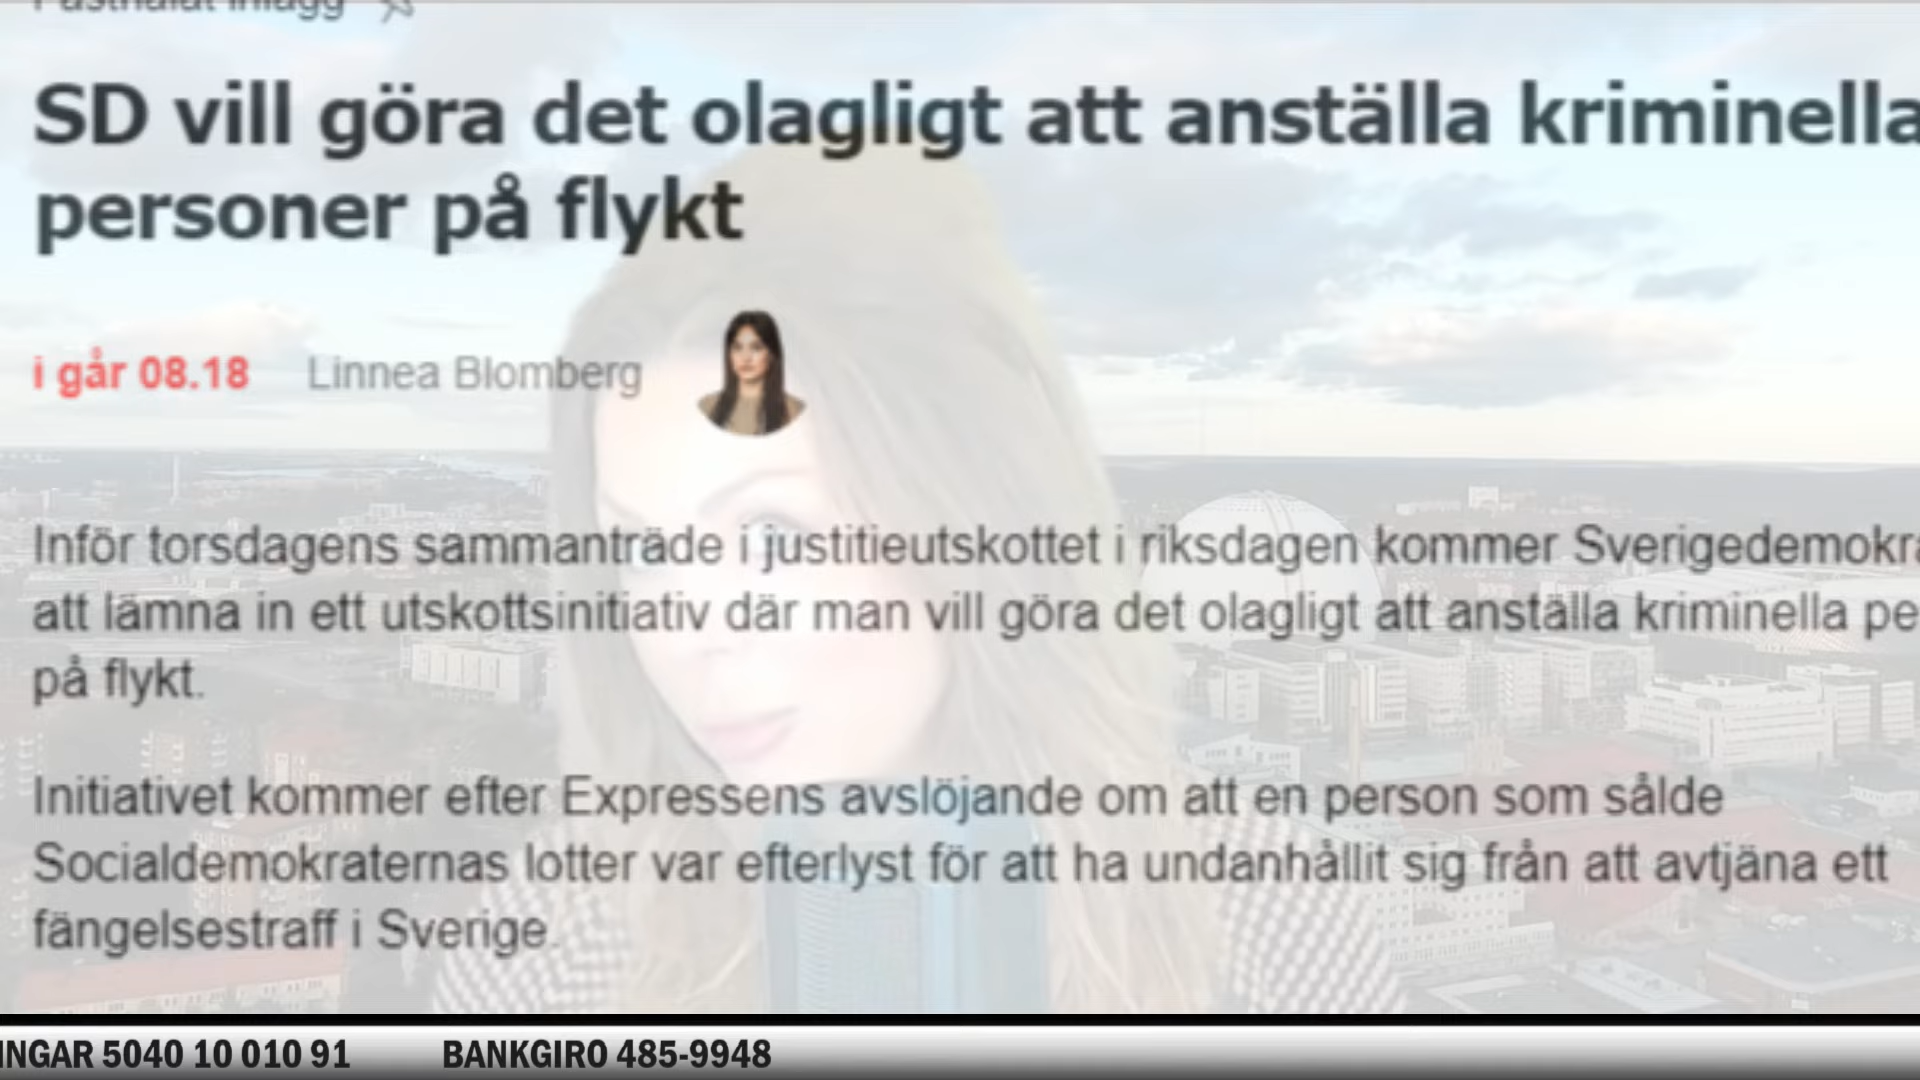 Fasthålät inlägg
SD vill göra det olagligt att anställa kriminella
personer på flykt
i går 08.18 Linnea Blomberg
Inför torsdagens sammanträde i justitieutskottet i riksdagen kommer Sverigedemokra
att lämna in ett utskottsinitiativ där man vill göra det olagligt att anställa kriminella pe
på flykt.
Initiativet kommer efter Expressens avslöjande om att en person som sålde
Socialdemokraternas lotter var efterlyst för att ha undanhållit sig från att avtjäna ett
fängelsestraff i Sverige.
INGAR 5040 10 010 91 BANKGIRO 485-9948